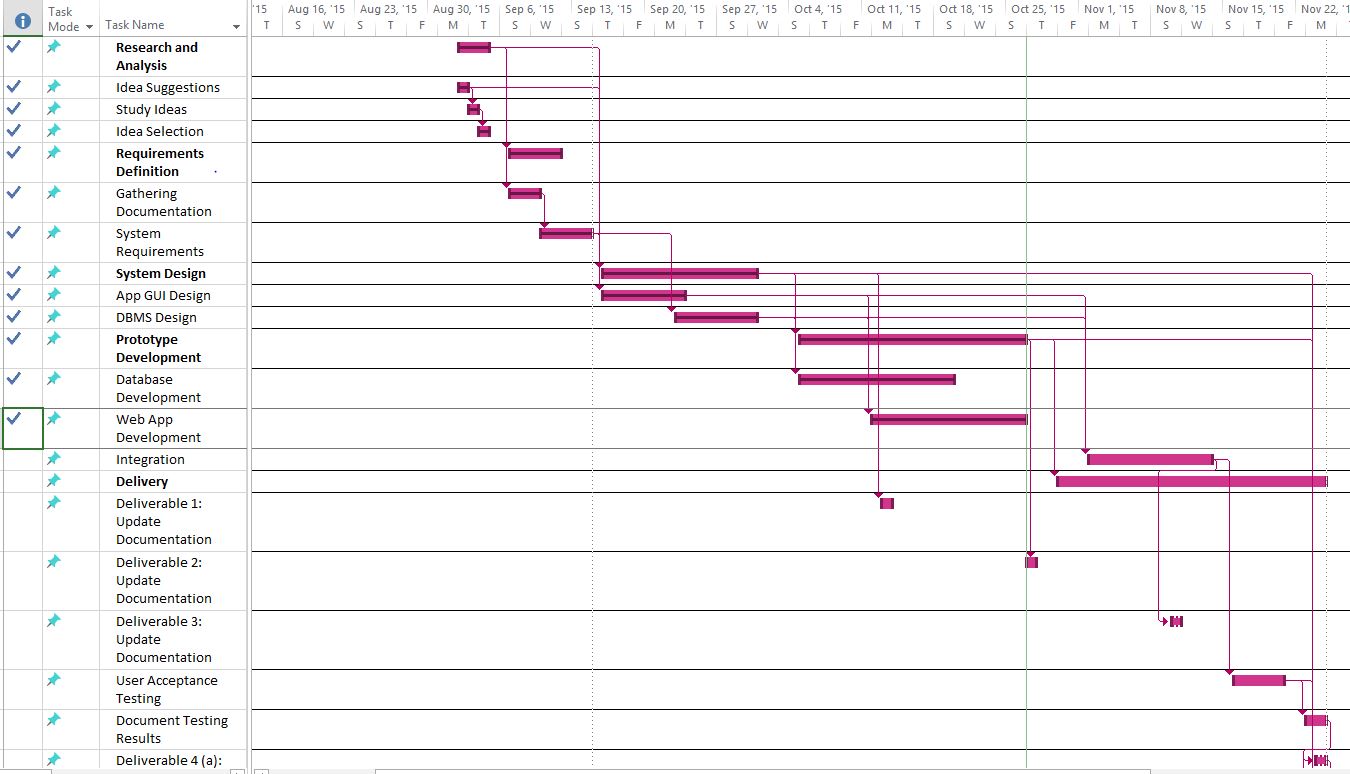 '15 Aug 16, '15 Aug 23, '15 Aug 30, '15 Sep 6, '15 Sep 13, '15 Sep 20, '15 Sep 27, '15 Oct 4, '15 Oct 11, '15 Oct 18, '15 Oct 25, '15 Nov 1, '15 Nov 8, '15 Nov 15, '15 Nov 22, '15
Task
Mode Task Name T S W S T M F T S W S T M F T S W S T M F T S W S T M F T S W S T M F T S W S T M F T S W S T M F T S M
Research and
Analysis
Idea Suggestions
Study Ideas
Idea Selection
Requirements
Definition
Gathering
Documentation
System
Requirements
System Design
App GUI Design
DBMS Design
Prototype
Development
Database
Development
Web App
Development
Integration
Delivery
Deliverable 1:
Update
Documentation
Deliverable 2:
Update
Documentation
Deliverable 3:
Update
Documentation
User Acceptance
Testing
Document Testing
Results
Deliverable 4 (a):